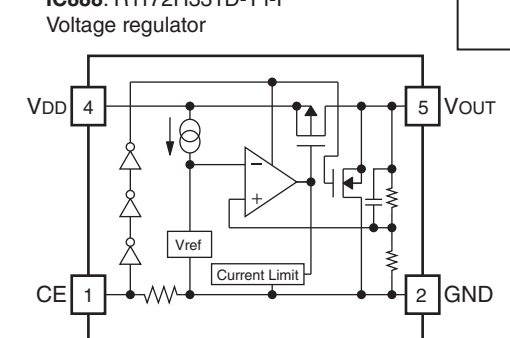 Voltage regulator
VDD 4
5 VOUT
−
+
Vref
Current Limit
CE 1
2 GND